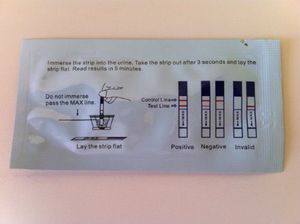 Immerse the strip into the urine. Take the strip out after 3 seconds and lay the
strip flat. Read results in 5 minutes.
Do not immerse
pass the MAX line.
Control Line
Test Line
Lay the strip flat
Positive Negative Invalid